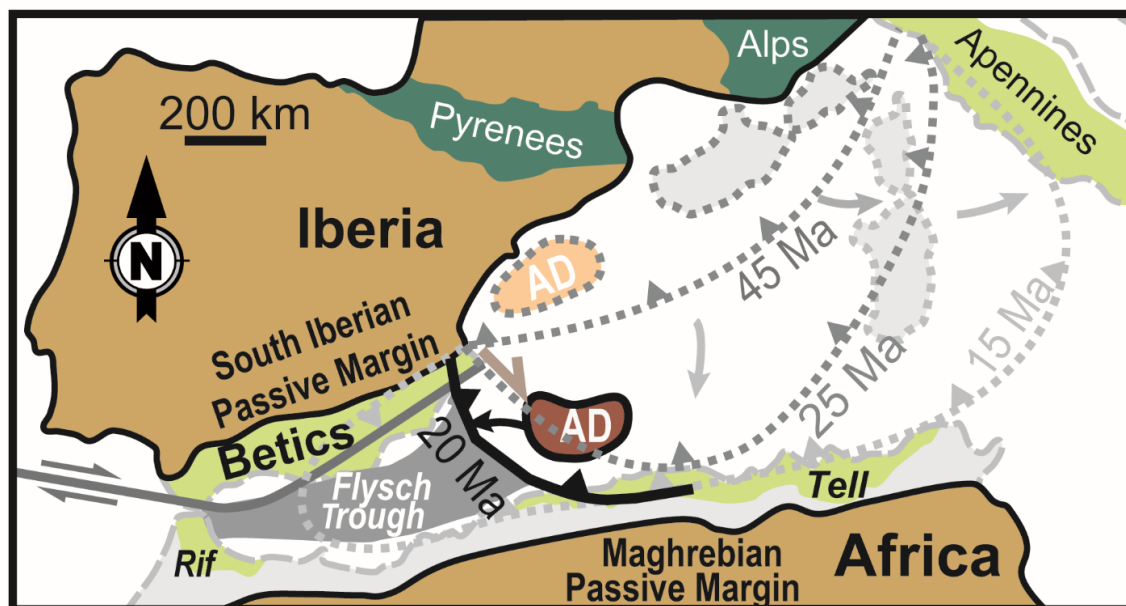 Alps
Apennines
200 km
Pyrenees
Iberia
N
AD
45 Ma
South Iberian
Passive Margin
25 Ma
15 Ma
AD
Betics
20 Ma
Flysch
Trough
Tell
Rif
Maghrebian
Passive Margin
Africa